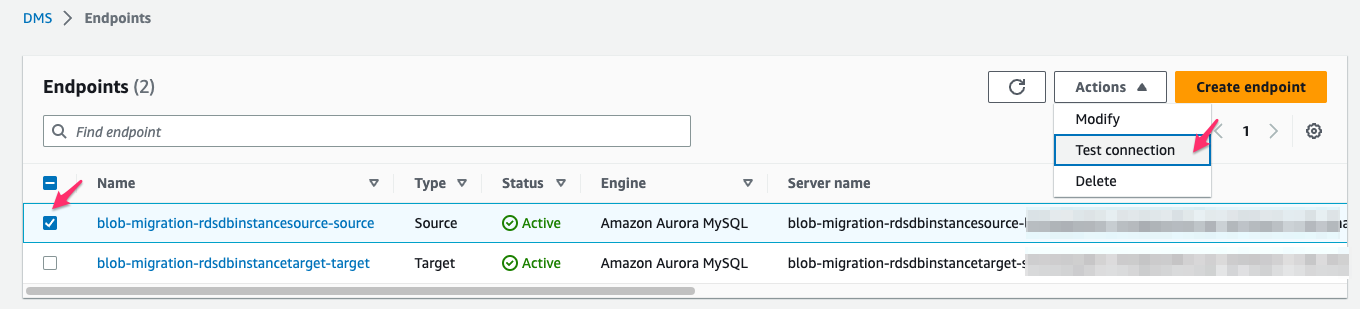 DMS > Endpoints
Endpoints (2)
Actions
Create endpoint
Find endpoint
Modify
1
Test connection
Delete
Name Type Status Engine Server name
blob-migration-rdsdbinstancesource-source Source Active Amazon Aurora MySQL blob-migration-rdsdbinstancesource-
blob-migration-rdsdbinstancetarget-target Target Active Amazon Aurora MySQL blob-migration-rdsdbinstancetarget-s